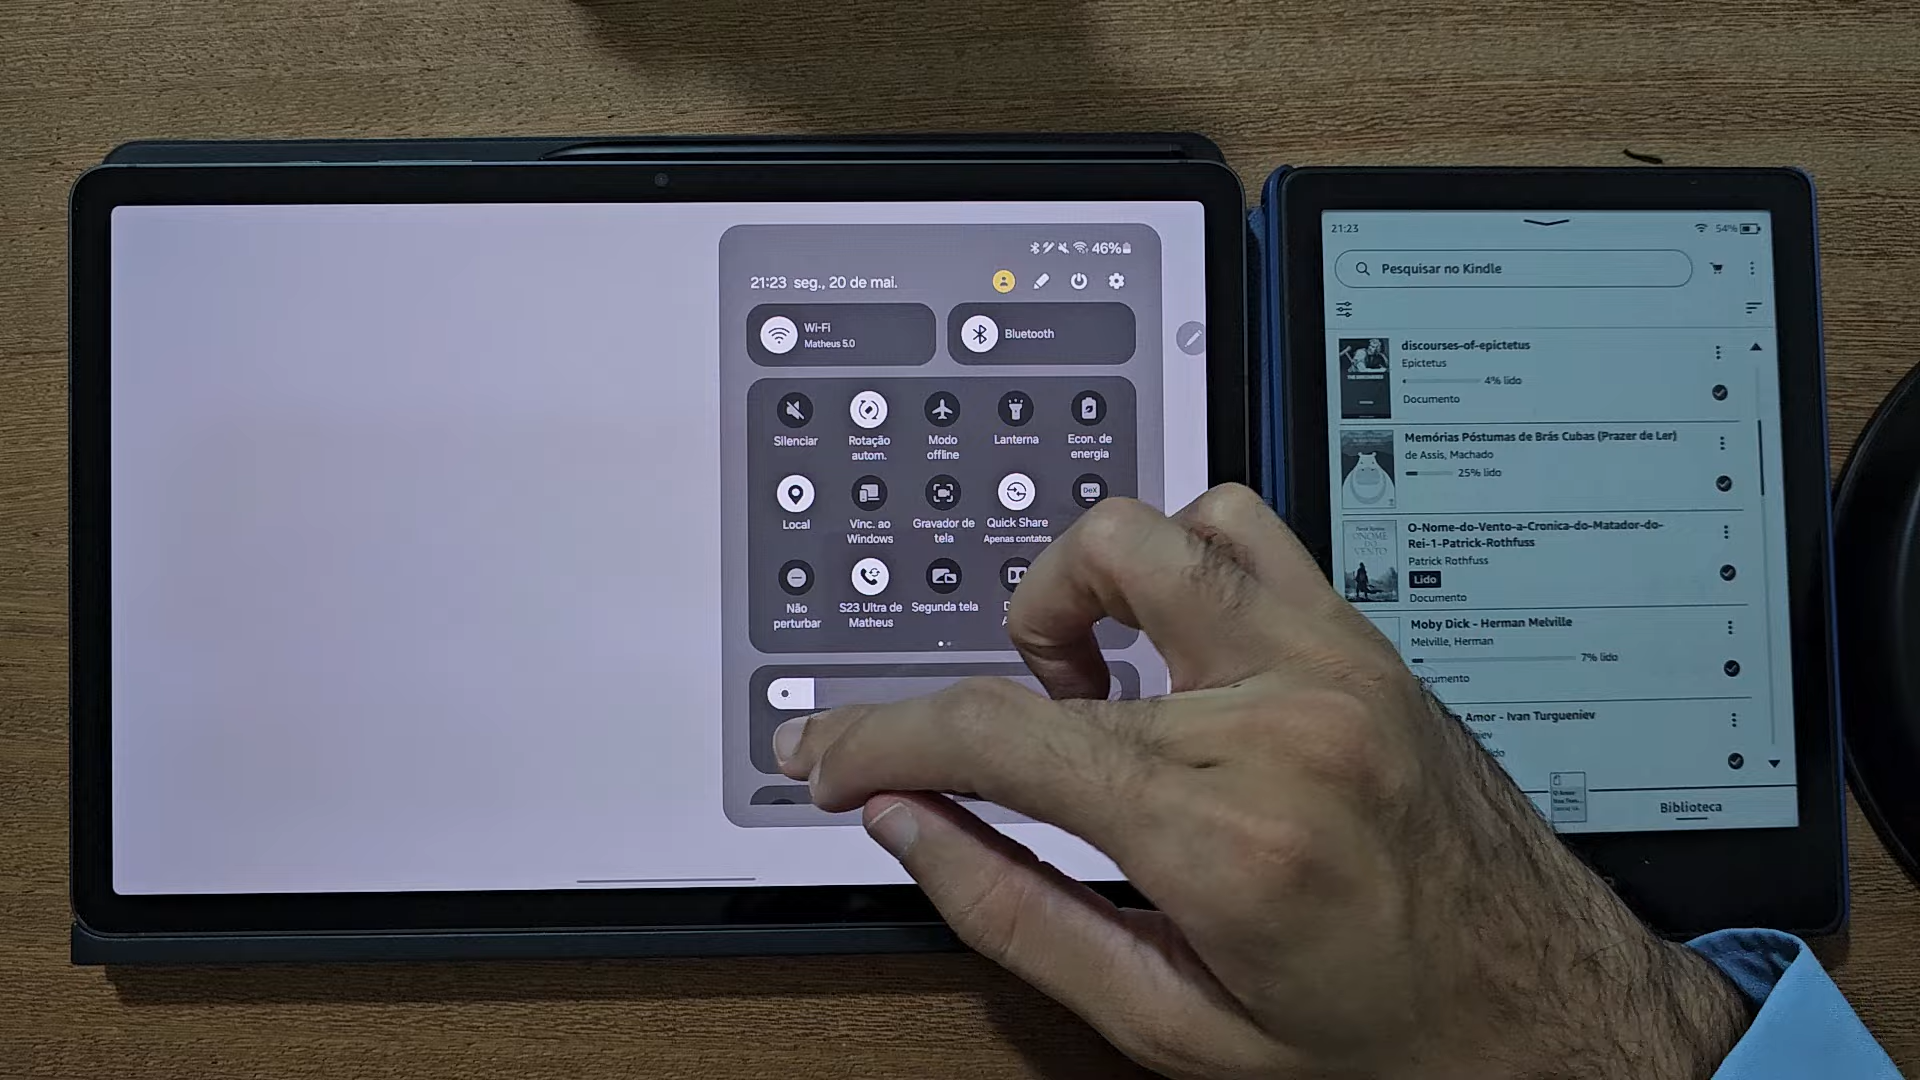 46%
21:23 seg., 20 de mai.
Wi-Fi
Matheus 5.0
Bluetooth
Silenciar
Rotação
autom.
Modo
offline
Lanterna
Econ. de
energia
Local
Vinc. ao
Windows
Gravador de
tela
Quick Share
Apenas contatos
DeX
Não
perturbar
S23 Ultra de
Matheus
Segunda tela
21:23
54%
Pesquisar no Kindle
discourses-of-epictetus
Epictetus
4% lido
Documento
Memórias Póstumas de Brás Cubas (Prazer de Ler)
de Assis, Machado
25% lido
O-Nome-do-Vento-a-Cronica-do-Matador-do-
Rei-1-Patrick-Rothfuss
Patrick Rothfuss
Lido
Documento
Moby Dick - Herman Melville
Melville, Herman
7% lido
Documento
Amor - Ivan Turgueniev
Biblioteca